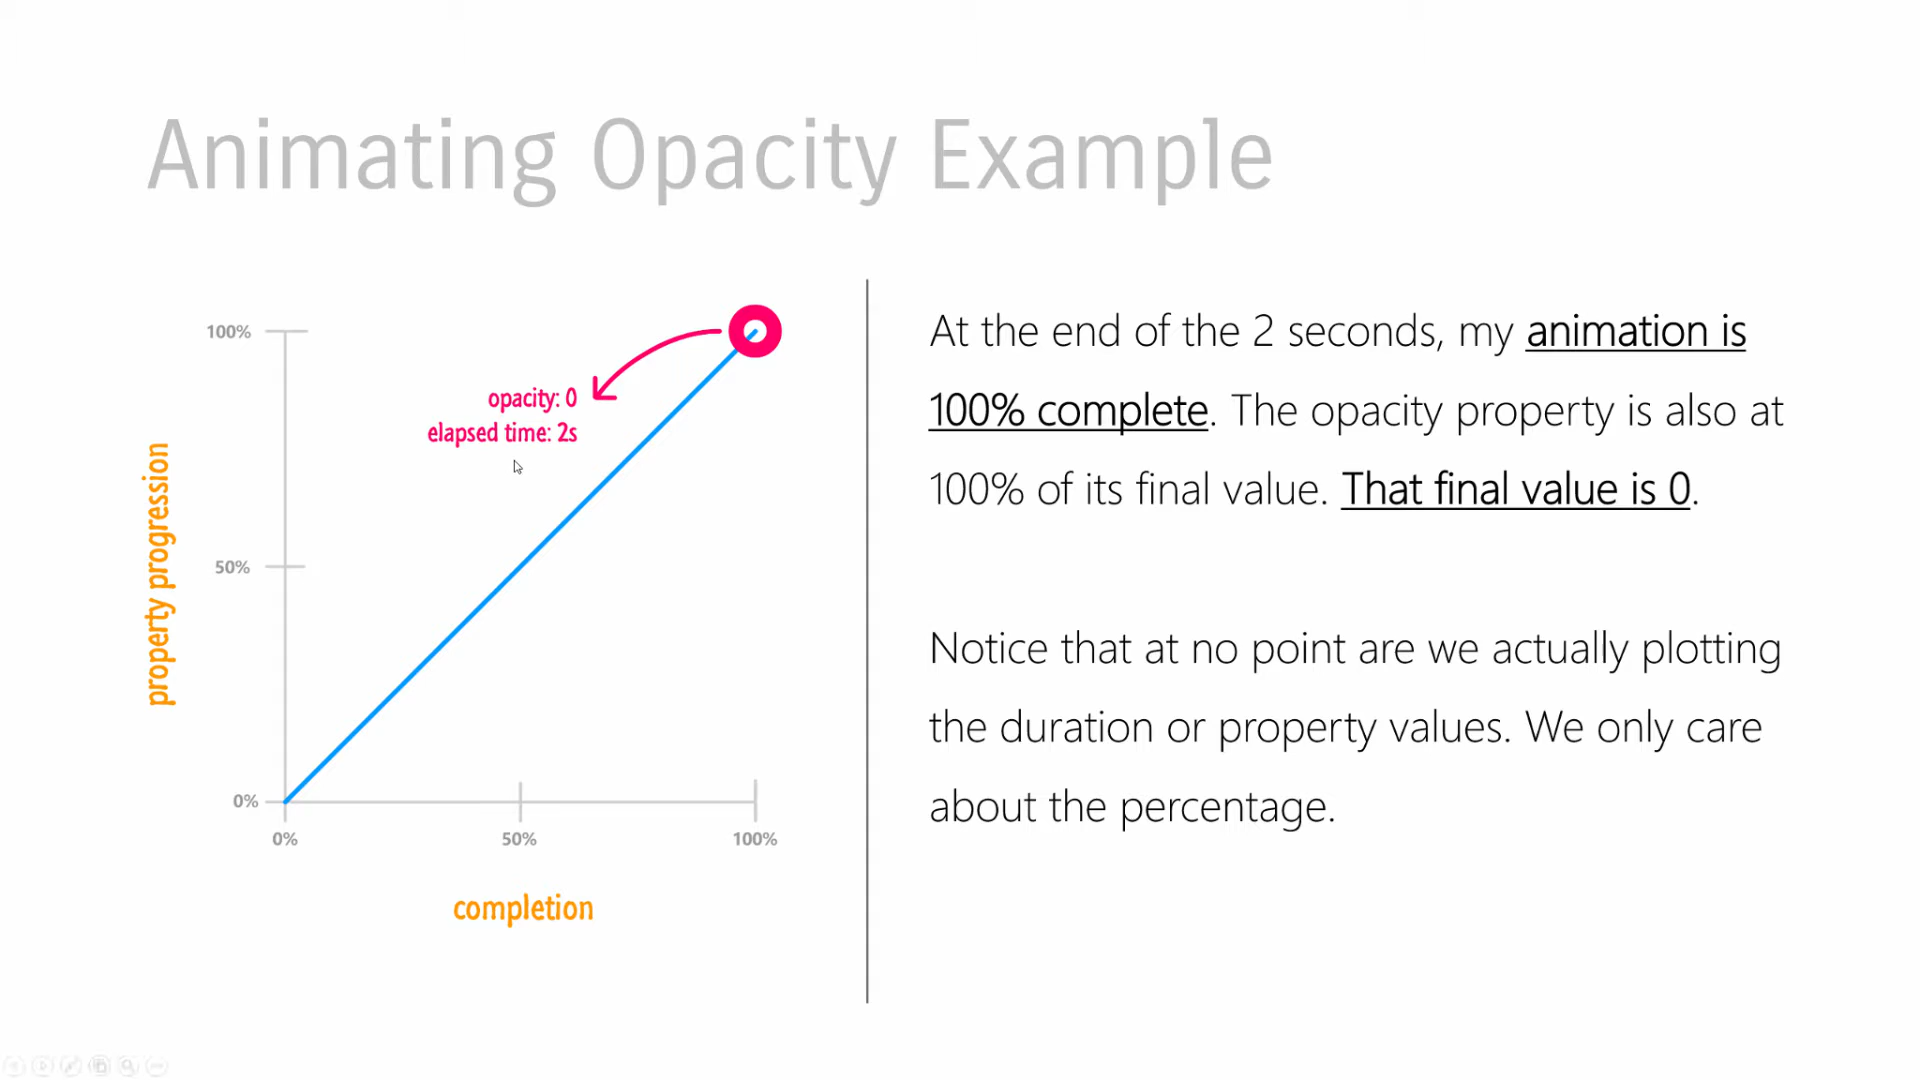 Animating Opacity Example
100%
opacity: 0
elapsed time: 2s
property progression
50%
0%
0%
50%
100%
completion
At the end of the 2 seconds, my animation is
100% complete. The opacity property is also at
100% of its final value. That final value is 0.
Notice that at no point are we actually plotting
the duration or property values. We only care
about the percentage.